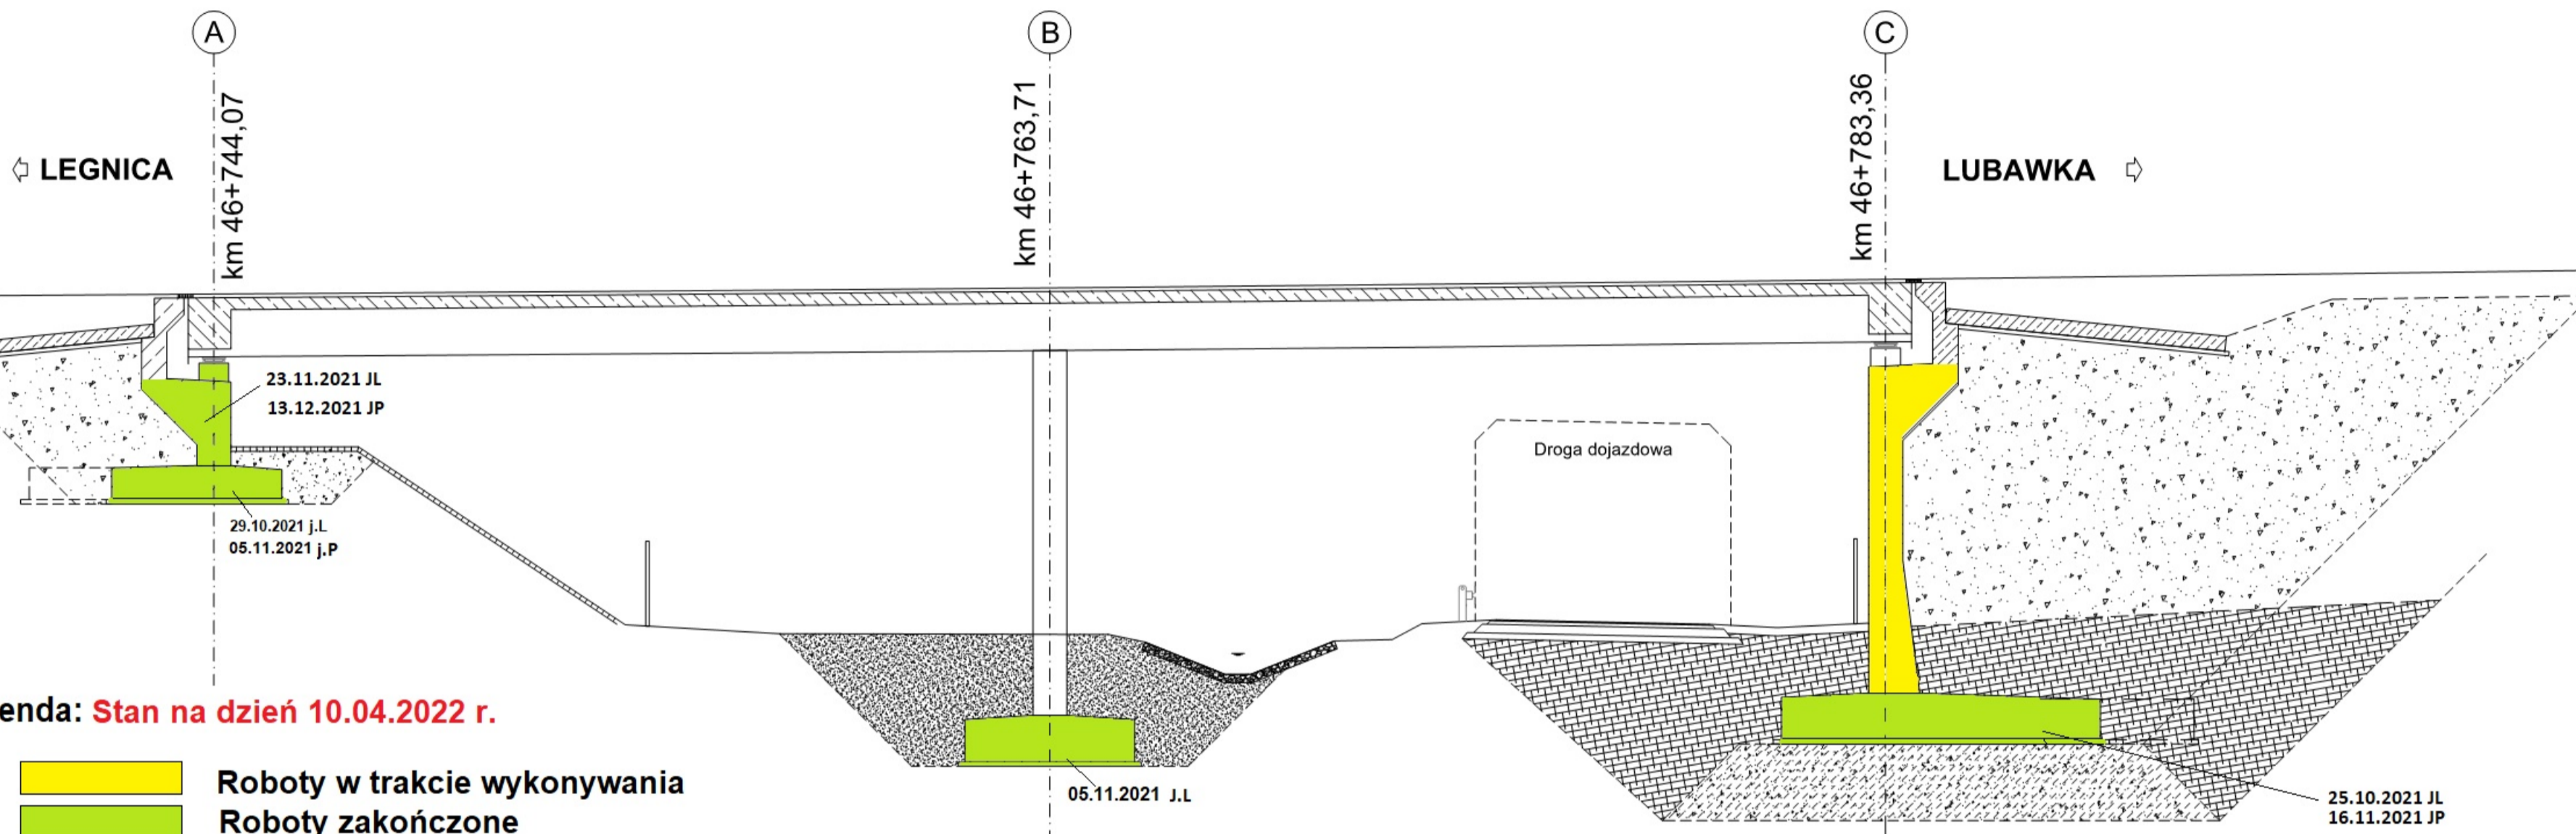 A
B
C
km 46+744,07
km 46+763,71
km 46+783,36
LEGNICA
LUBAWKA
23.11.2021 JL
13.12.2021 JP
Droga dojazdowa
29.10.2021 j.L
05.11.2021 j.P
enda: Stan na dzień 10.04.2022 r.
Roboty w trakcie wykonywania
Roboty zakończone
05.11.2021 J.L
25.10.2021 JL
16.11.2021 JP